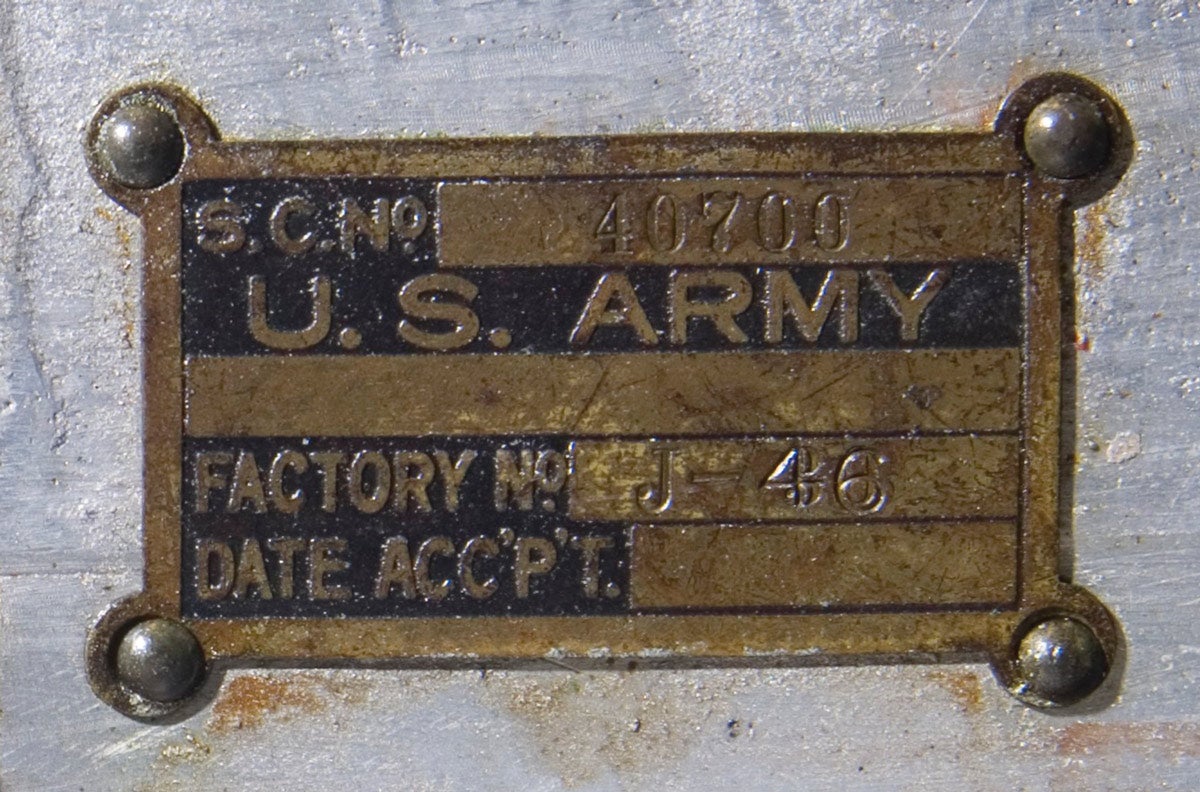 S.C.No. 40700
U.S. ARMY
FACTORY No. J-46
DATE ACC'P'T.